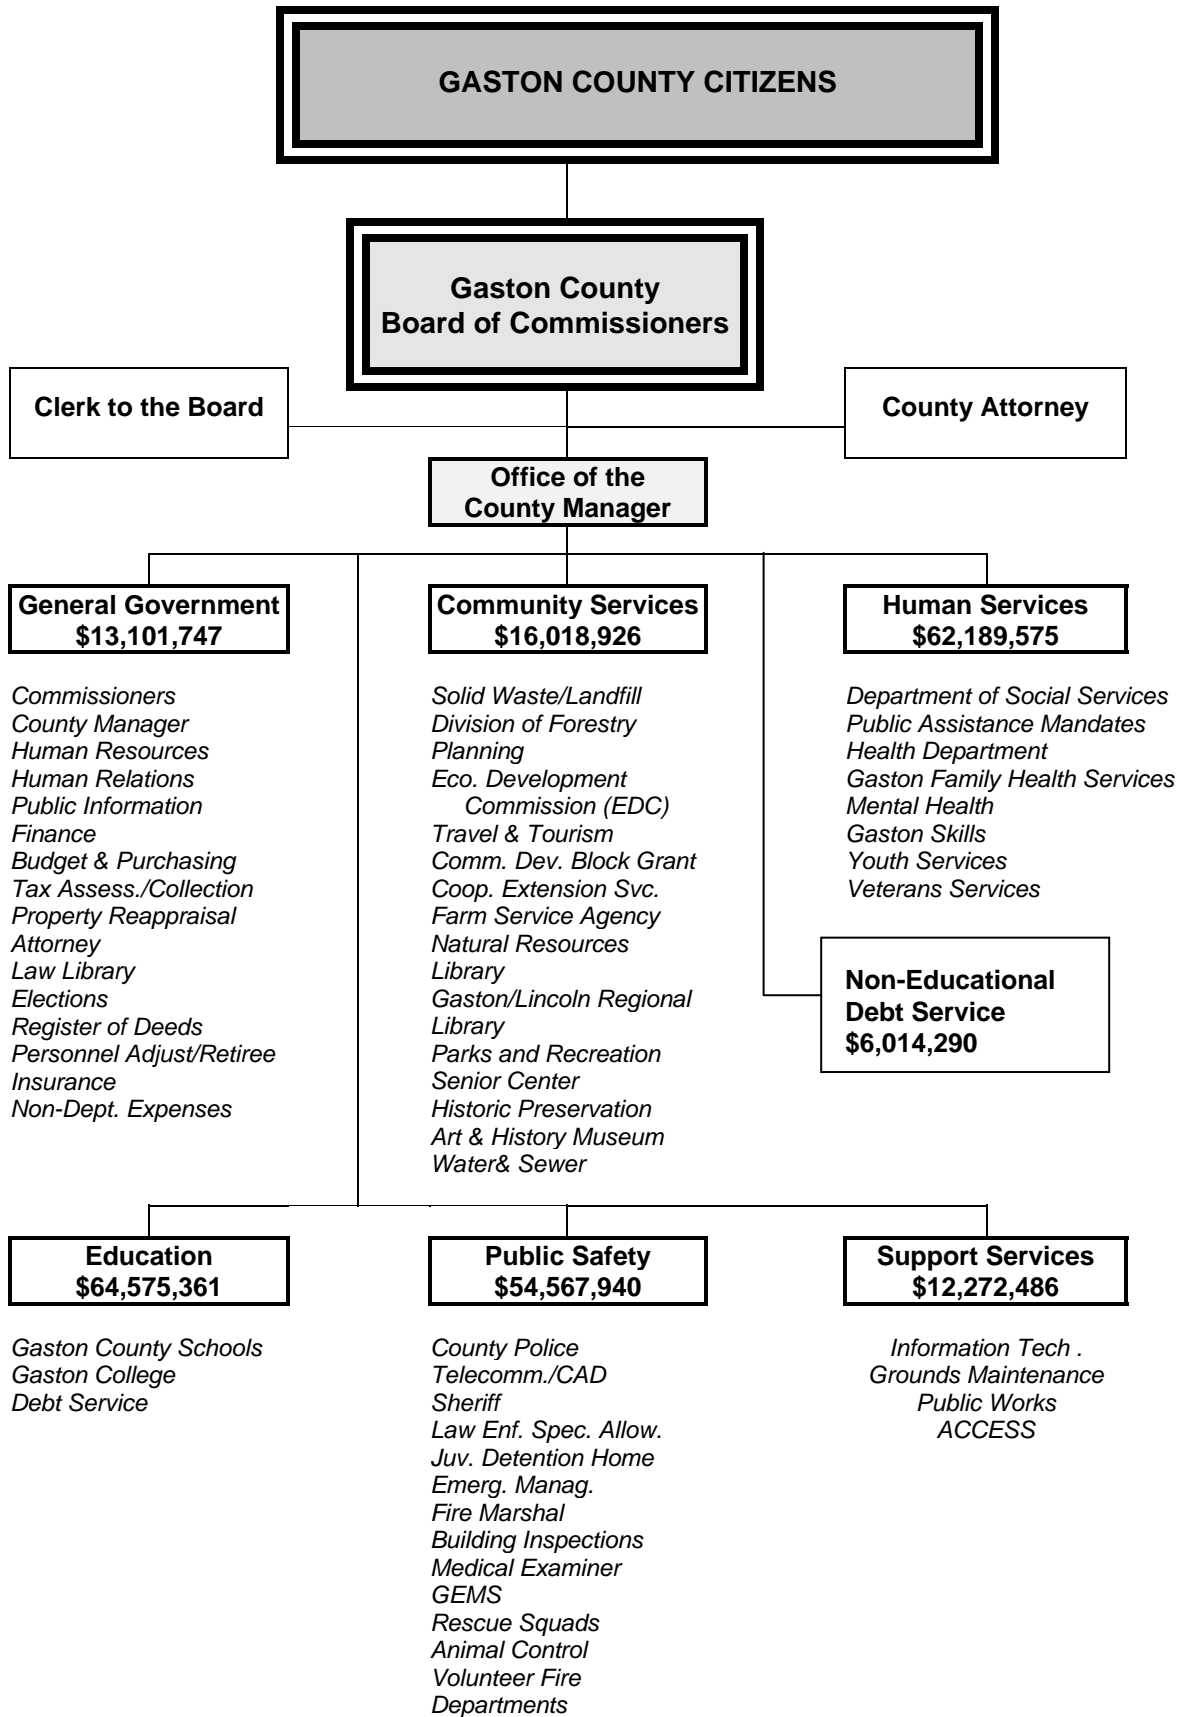 GASTON COUNTY CITIZENS
Gaston County
Board of Commissioners
Clerk to the Board
County Attorney
Office of the
County Manager
General Government
$13,101,747
Commissioners
County Manager
Human Resources
Human Relations
Public Information
Finance
Budget & Purchasing
Tax Assess./Collection
Property Reappraisal
Attorney
Law Library
Elections
Register of Deeds
Personnel Adjust/Retiree
Insurance
Non-Dept. Expenses
Community Services
$16,018,926
Solid Waste/Landfill
Division of Forestry
Planning
Eco. Development
Commission (EDC)
Travel & Tourism
Comm. Dev. Block Grant
Coop. Extension Svc.
Farm Service Agency
Natural Resources
Library
Gaston/Lincoln Regional
Library
Parks and Recreation
Senior Center
Historic Preservation
Art & History Museum
Water& Sewer
Human Services
$62,189,575
Department of Social Services
Public Assistance Mandates
Health Department
Gaston Family Health Services
Mental Health
Gaston Skills
Youth Services
Veterans Services
Non-Educational
Debt Service
$6,014,290
Education
$64,575,361
Gaston County Schools
Gaston College
Debt Service
Public Safety
$54,567,940
County Police
Telecomm./CAD
Sheriff
Law Enf. Spec. Allow.
Juv. Detention Home
Emerg. Manag.
Fire Marshal
Building Inspections
Medical Examiner
GEMS
Rescue Squads
Animal Control
Volunteer Fire
Departments
Support Services
$12,272,486
Information Tech .
Grounds Maintenance
Public Works
ACCESS